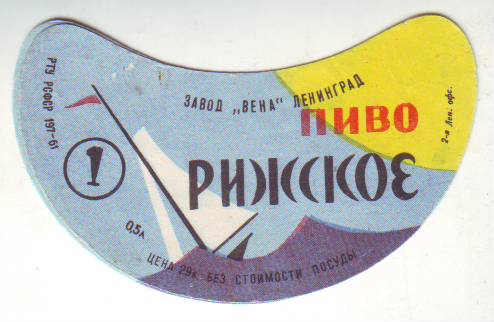 РТУ РСФСР 197-61
ЗАВОД „ВЕНА" ЛЕНИНГРАД
ПИВО
2-я Лен. офс.
РИЖСКОЕ
1
0,5л
ЦЕНА 29к. БЕЗ СТОИМОСТИ ПОСУДЫ